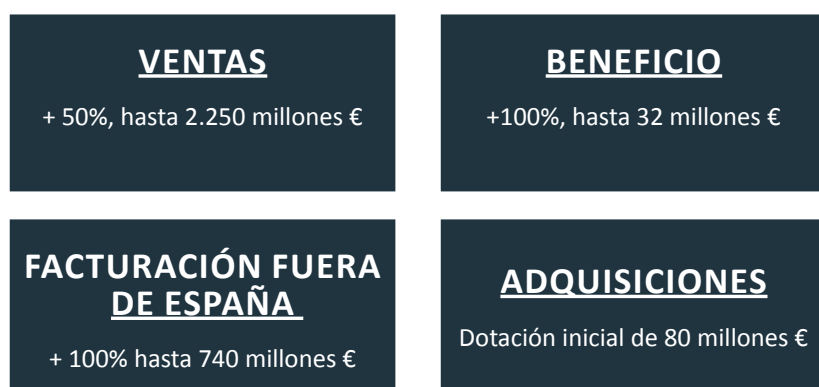 VENTAS
+ 50%, hasta 2.250 millones €
BENEFICIO
+100%, hasta 32 millones €
FACTURACIÓN FUERA
DE ESPAÑA
+ 100% hasta 740 millones €
ADQUISICIONES
Dotación inicial de 80 millones €